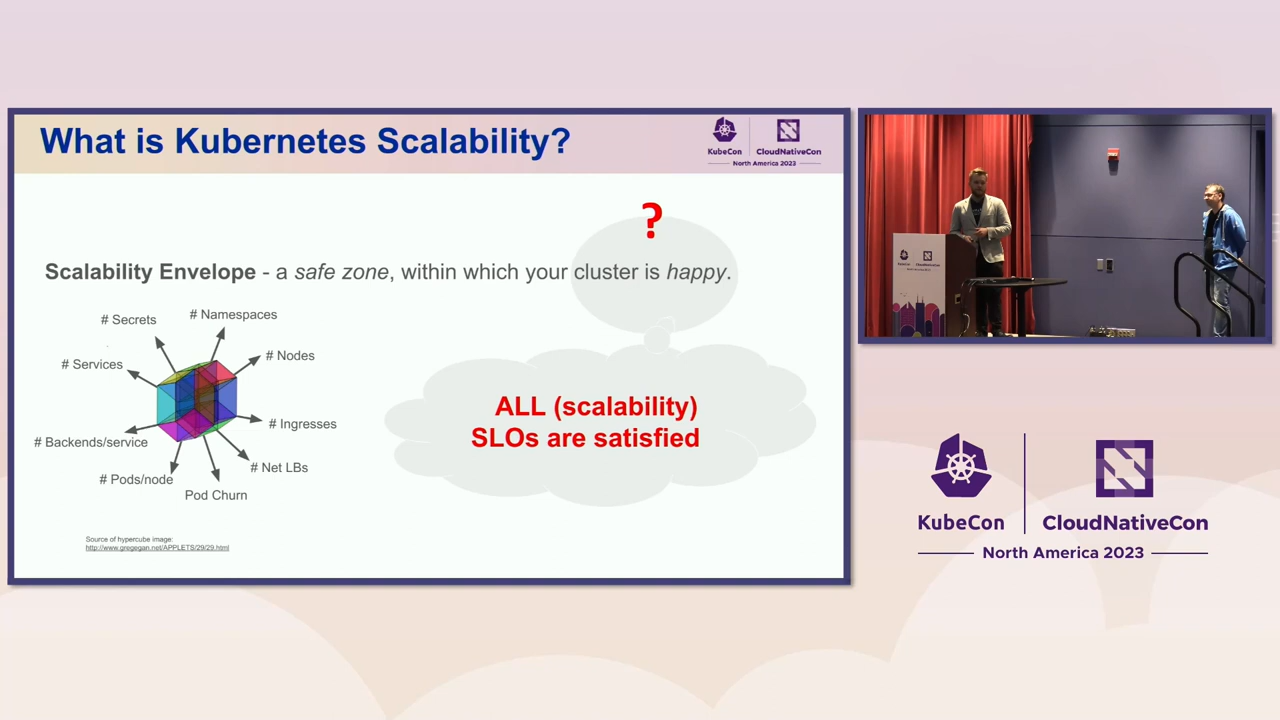 What is Kubernetes Scalability?
KubeCon
CloudNativeCon
North America 2023
?
Scalability Envelope - a safe zone, within which your cluster is happy.
# Secrets
# Namespaces
# Services
# Nodes
# Backends/service
# Ingresses
# Pods/node
# Net LBs
Pod Churn
ALL (scalability)
SLOs are satisfied
Source of hypercube image:
http://www.gregegan.net/APPLETS/29/29.html
KubeCon
CloudNativeCon
North America 2023